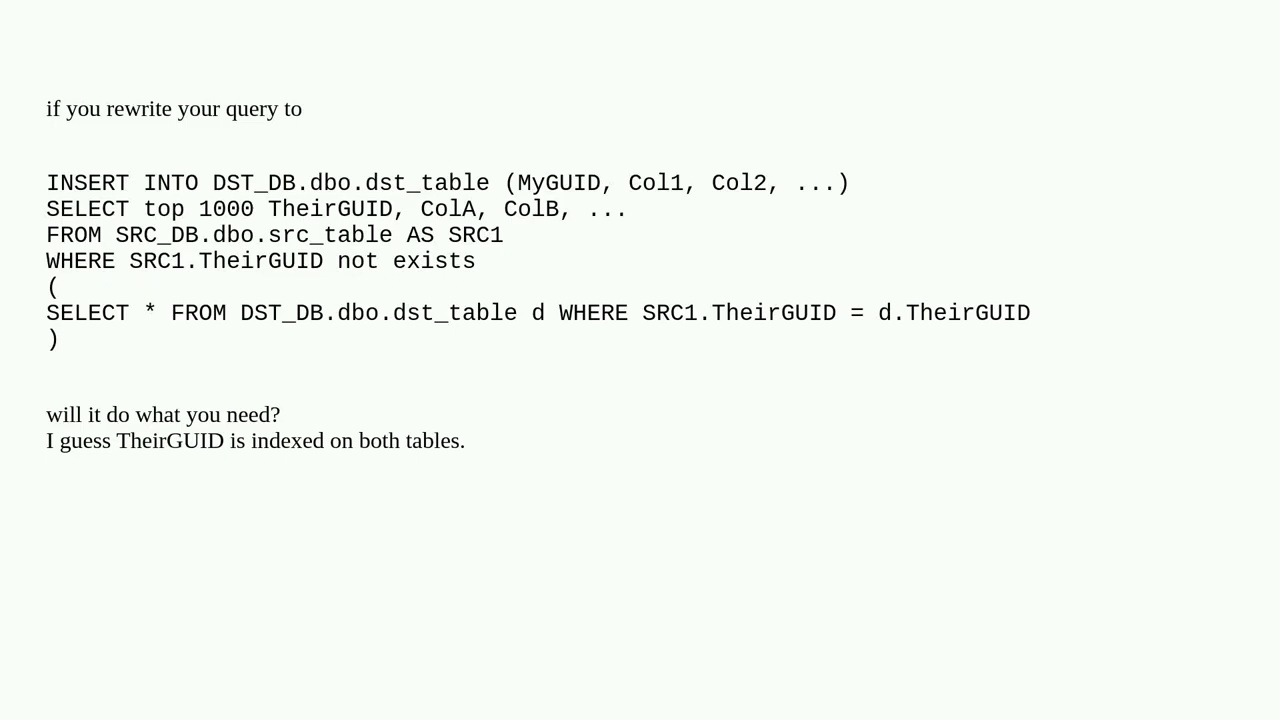 if you rewrite your query to
INSERT INTO DST_DB.dbo.dst_table (MyGUID, Col1, Col2, ...)
SELECT top 1000 TheirGUID, ColA, ColB, ...
FROM SRC_DB.dbo.src_table AS SRC1
WHERE SRC1.TheirGUID not exists
(
SELECT * FROM DST_DB.dbo.dst_table d WHERE SRC1.TheirGUID = d.TheirGUID
)
will it do what you need?
I guess TheirGUID is indexed on both tables.